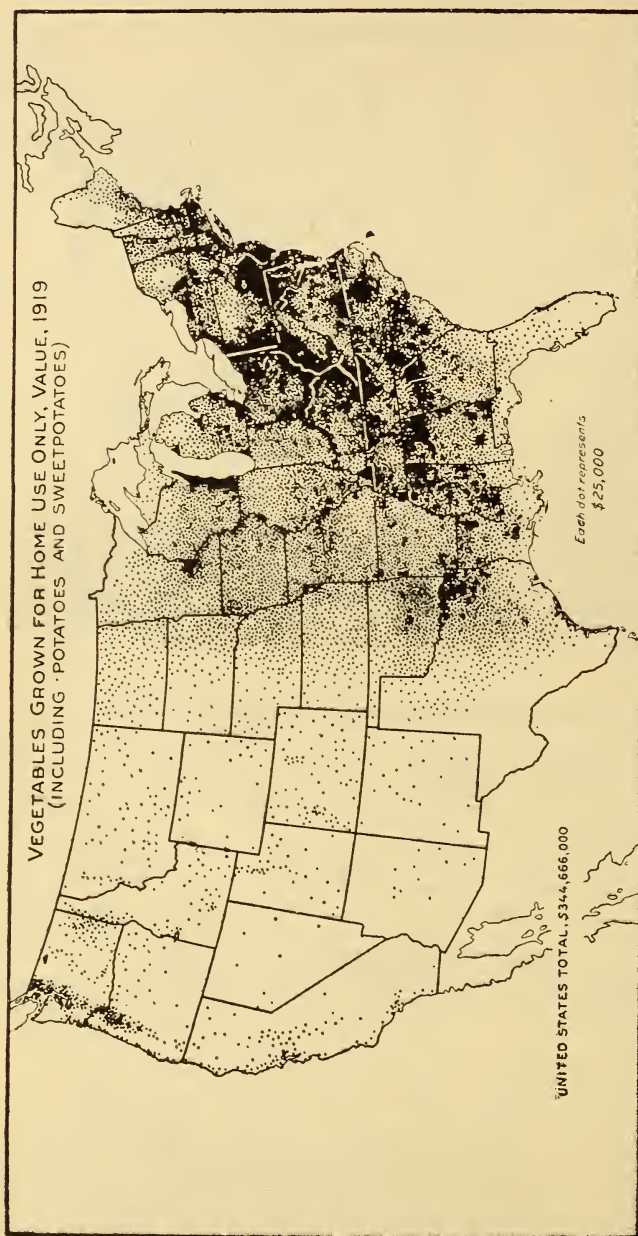 VEGETABLES GROWN FOR HOME USE ONLY, VALUE, 1919
(INCLUDING POTATOES AND SWEETPOTATOES)
Each dot represents
$25,000
UNITED STATES TOTAL, $344,666,000